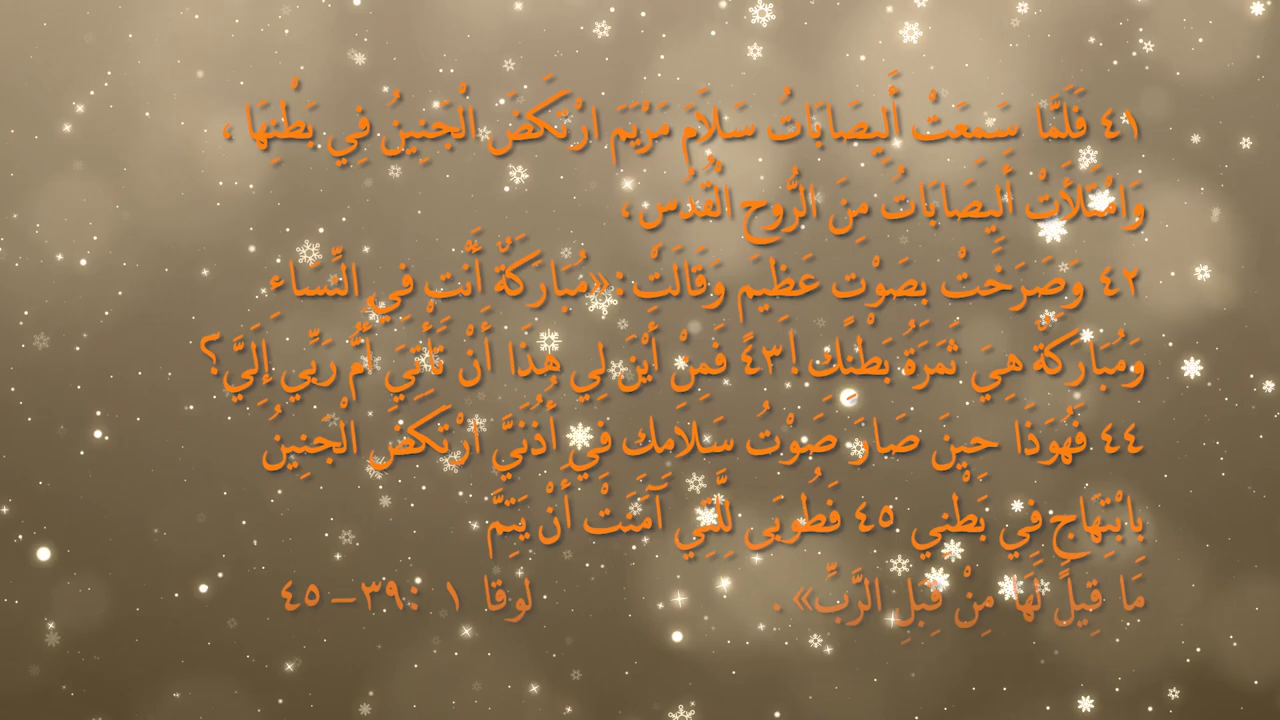 ٤١ فَلَمَّا سَمِعَتْ أَلِيصَابَاتُ سَلاَمَ مَرْيَمَ ارْتَكَضَ الْجَنِينُ فِي بَطْنِهَا ،
وَامْتَلأَتْ أَلِيصَابَاتُ مِنَ الرُّوحِ الْقُدُسِ ،
٤٢ وَصَرَخَتْ بِصَوْتٍ عَظِيمٍ وَقَالَتْ :«مُبَارَكَةٌ أَنْتِ فِي النِّسَاءِ
وَمُبَارَكَةٌ هِيَ ثَمَرَةُ بَطْنِكِ !٤٣ فَمِنْ أَيْنَ لِي هذَا أَنْ تَأْتِيَ أُمُّ رَبِّي إِلَيَّ ؟
٤٤ فَهُوَذَا حِينَ صَارَ صَوْتُ سَلاَمِكِ فِي أُذُنَيَّ ارْتَكَضَ الْجَنِينُ
بِابْتِهَاجٍ فِي بَطْنِي ٤٥ فَطُوبَى لِلَّتِي آمَنَتْ أَنْ يَتِمَّ
مَا قِيلَ لَهَا مِنْ قِبَلِ الرَّبِّ» . لوقا ١ :٣٩–٤٥